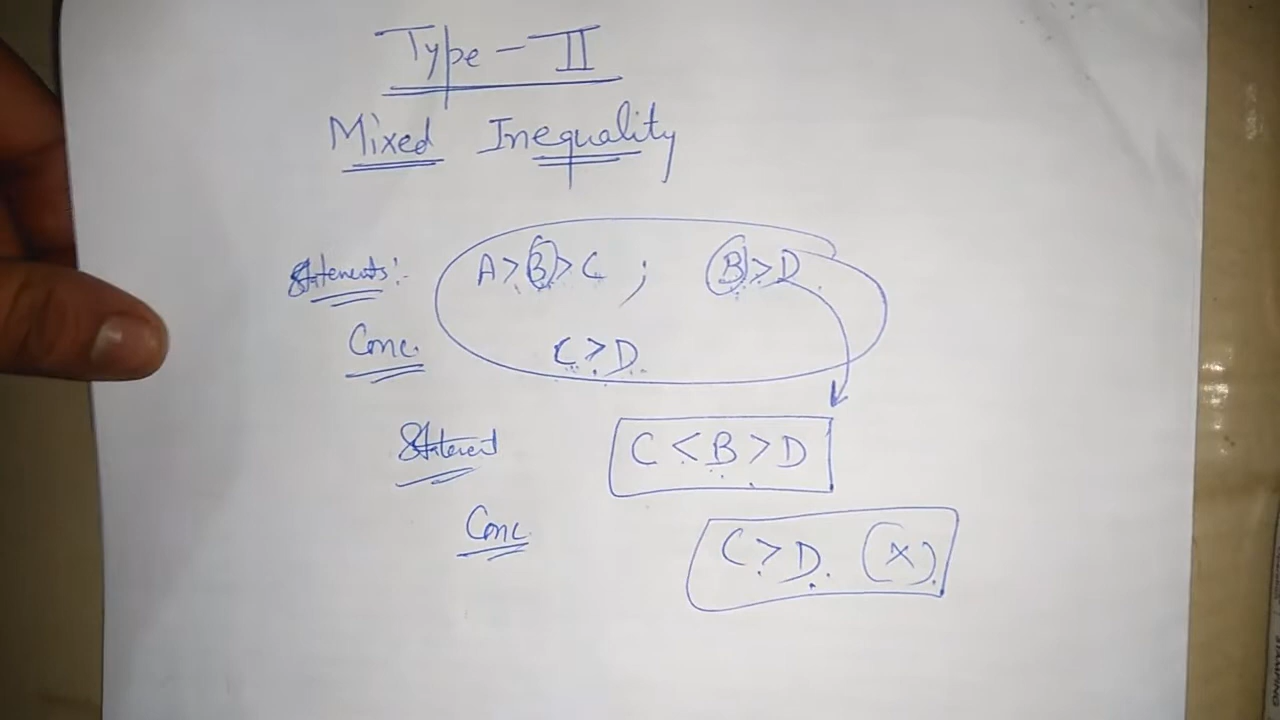 Type - II
Mixed Inequality
Statements:- A > B > C ; B > D
Conc. C > D.
Statement C < B > D
Conc. C > D. (×)